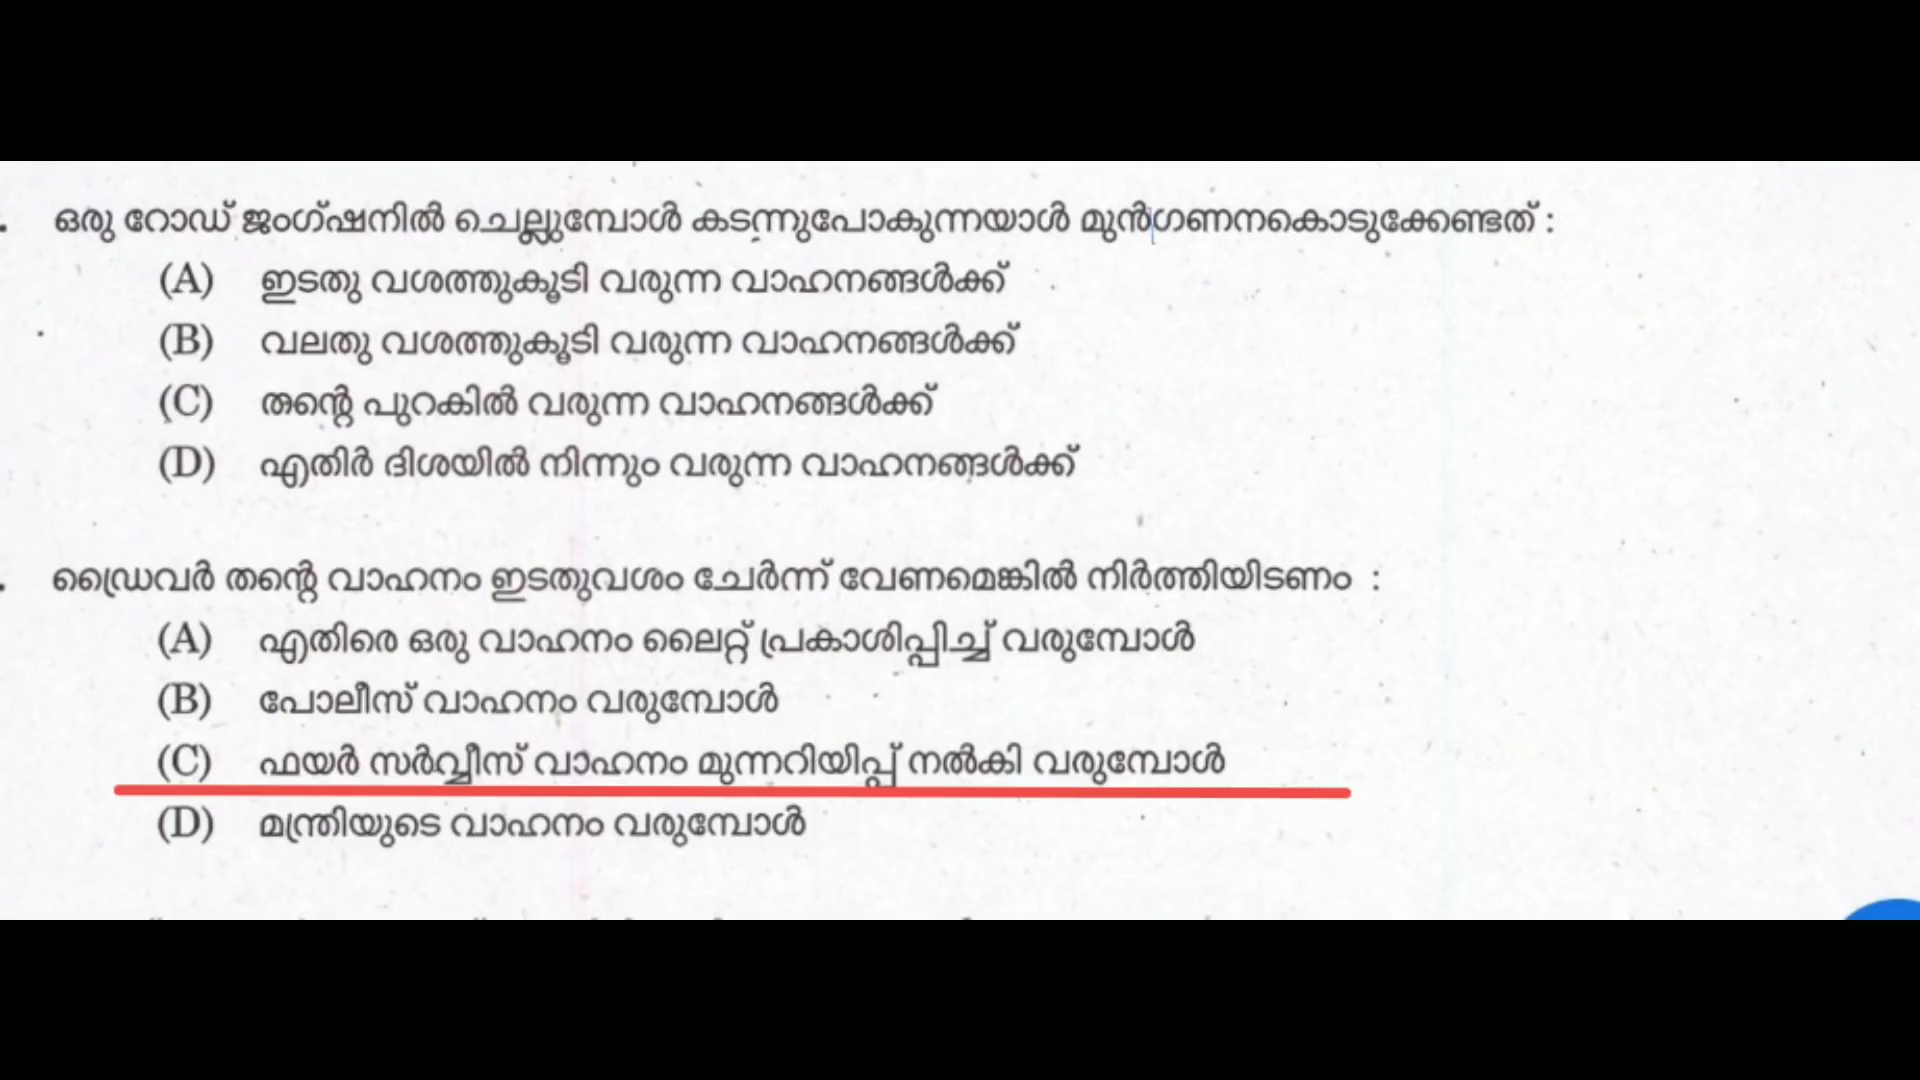 ഒരു റോഡ് ജംഗ്ഷനിൽ ചെല്ലുമ്പോൾ കടന്നുപോകുന്നയാൾ മുൻഗണനകൊടുക്കേണ്ടത് :
(A) ഇടതു വശത്തുകൂടി വരുന്ന വാഹനങ്ങൾക്ക്
(B) വലതു വശത്തുകൂടി വരുന്ന വാഹനങ്ങൾക്ക്
(C) തന്റെ പുറകിൽ വരുന്ന വാഹനങ്ങൾക്ക്
(D) എതിർ ദിശയിൽ നിന്നും വരുന്ന വാഹനങ്ങൾക്ക്
ഡ്രൈവർ തന്റെ വാഹനം ഇടതുവശം ചേർന്ന് വേണമെങ്കിൽ നിർത്തിയിടണം :
(A) എതിരെ ഒരു വാഹനം ലൈറ്റ് പ്രകാശിപ്പിച്ച് വരുമ്പോൾ
(B) പോലീസ് വാഹനം വരുമ്പോൾ
(C) ഫയർ സർവ്വീസ് വാഹനം മുന്നറിയിപ്പ് നൽകി വരുമ്പോൾ
(D) മന്ത്രിയുടെ വാഹനം വരുമ്പോൾ